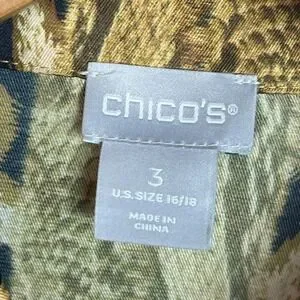 chico's®
3
U.S. SIZE 16/18
MADE IN
CHINA